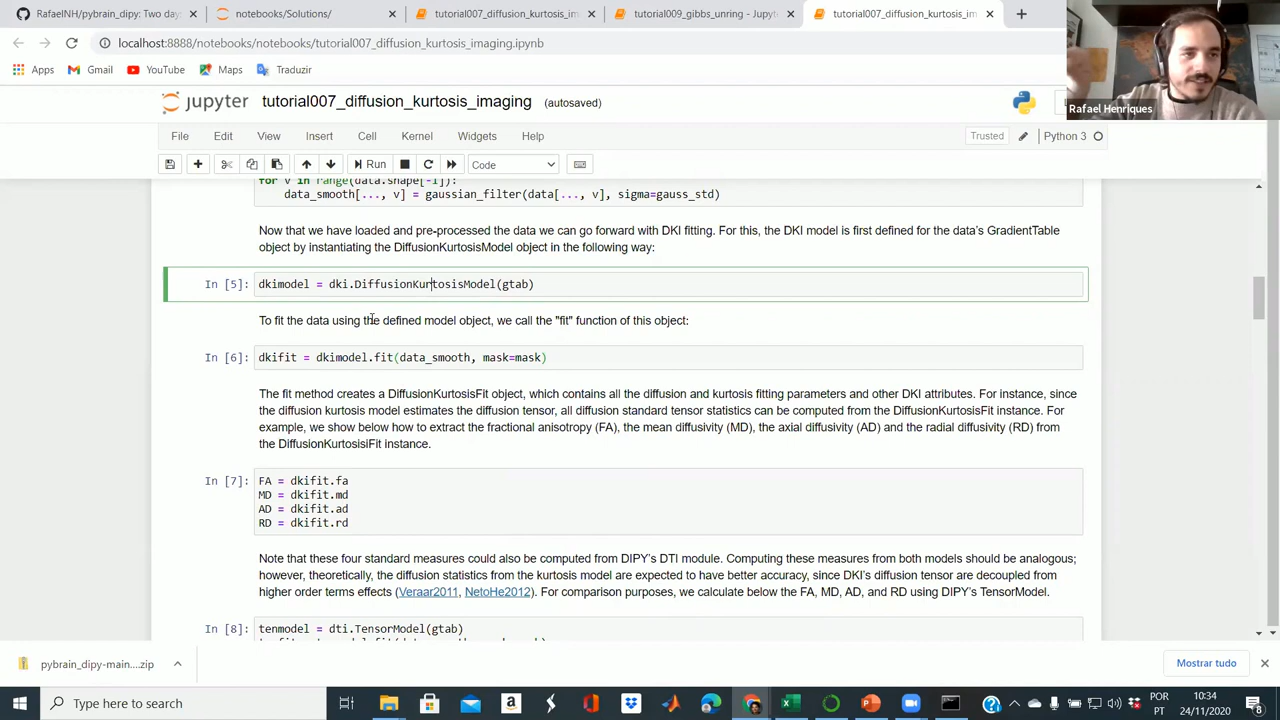 RafaelNH/pybrain_dipy: Two day
notebooks/Solutions/
tutorial007_diffusion_kurtosis_im
tutorial009_gibbs_unring - Jupyte
tutorial007_diffusion_kurtosis_im
localhost:8888/notebooks/notebooks/tutorial007_diffusion_kurtosis_imaging.ipynb
Apps Gmail YouTube Maps Traduzir
Rafael Henriques
jupyter tutorial007_diffusion_kurtosis_imaging (autosaved)
File Edit View Insert Cell Kernel Widgets Help Trusted Python 3
Run Code
for v in range(data.shape[-1]):
data_smooth[..., v] = gaussian_filter(data[..., v], sigma=gauss_std)
Now that we have loaded and pre-processed the data we can go forward with DKI fitting. For this, the DKI model is first defined for the data's GradientTable
object by instantiating the DiffusionKurtosisModel object in the following way:
In [5]: dkimodel = dki.DiffusionKurtosisModel(gtab)
To fit the data using the defined model object, we call the "fit" function of this object:
In [6]: dkifit = dkimodel.fit(data_smooth, mask=mask)
The fit method creates a DiffusionKurtosisFit object, which contains all the diffusion and kurtosis fitting parameters and other DKI attributes. For instance, since
the diffusion kurtosis model estimates the diffusion tensor, all diffusion standard tensor statistics can be computed from the DiffusionKurtosisFit instance. For
example, we show below how to extract the fractional anisotropy (FA), the mean diffusivity (MD), the axial diffusivity (AD) and the radial diffusivity (RD) from
the DiffusionKurtosisiFit instance.
In [7]: FA = dkifit.fa
MD = dkifit.md
AD = dkifit.ad
RD = dkifit.rd
Note that these four standard measures could also be computed from DIPY's DTI module. Computing these measures from both models should be analogous;
however, theoretically, the diffusion statistics from the kurtosis model are expected to have better accuracy, since DKI's diffusion tensor are decoupled from
higher order terms effects (Veraar2011, NetoHe2012). For comparison purposes, we calculate below the FA, MD, AD, and RD using DIPY's TensorModel.
In [8]: tenmodel = dti.TensorModel(gtab)
pybrain_dipy-main....zip
Mostrar tudo
Type here to search
POR
PT
10:34
24/11/2020
8